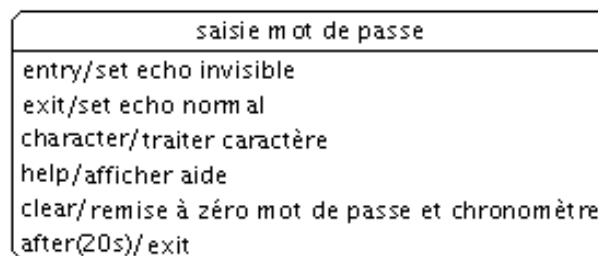 saisie mot de passe
entry/set echo invisible
exit/set echo normal
character/traiter caractère
help/afficher aide
clear/remise à zéro mot de passe et chronomètre
after(20s)/exit